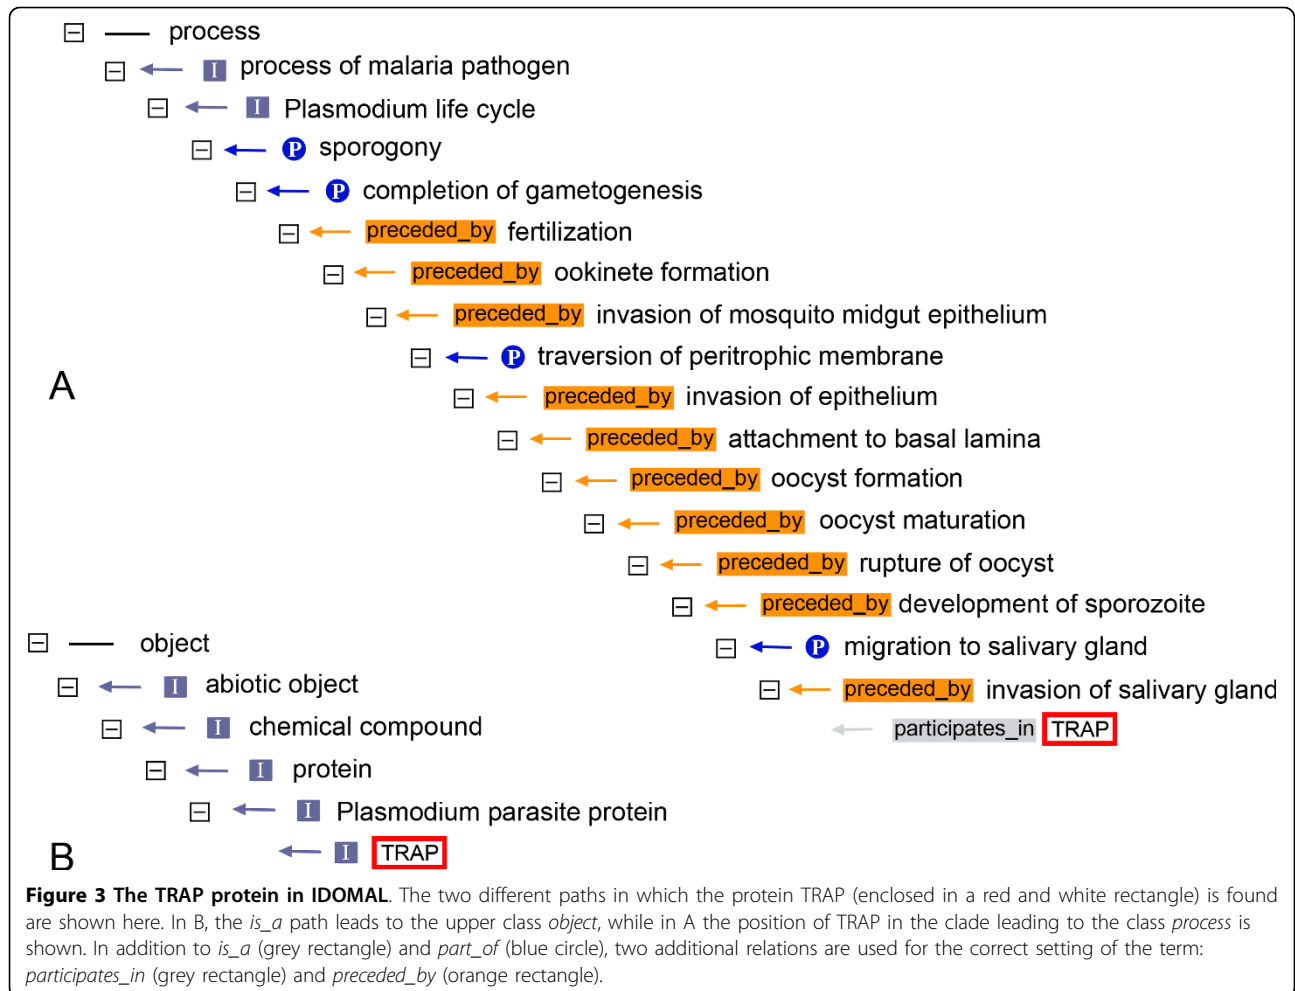 process
I process of malaria pathogen
I Plasmodium life cycle
P sporogony
P completion of gametogenesis
preceded_by fertilization
preceded_by ookinete formation
preceded_by invasion of mosquito midgut epithelium
P traversion of peritrophic membrane
A
preceded_by invasion of epithelium
preceded_by attachment to basal lamina
preceded_by oocyst formation
preceded_by oocyst maturation
preceded_by rupture of oocyst
preceded_by development of sporozoite
P migration to salivary gland
preceded_by invasion of salivary gland
participates_in TRAP
object
I abiotic object
I chemical compound
I protein
I Plasmodium parasite protein
B
I TRAP
Figure 3 The TRAP protein in IDOMAL. The two different paths in which the protein TRAP (enclosed in a red and white rectangle) is found
are shown here. In B, the is_a path leads to the upper class object, while in A the position of TRAP in the clade leading to the class process is
shown. In addition to is_a (grey rectangle) and part_of (blue circle), two additional relations are used for the correct setting of the term:
participates_in (grey rectangle) and preceded_by (orange rectangle).